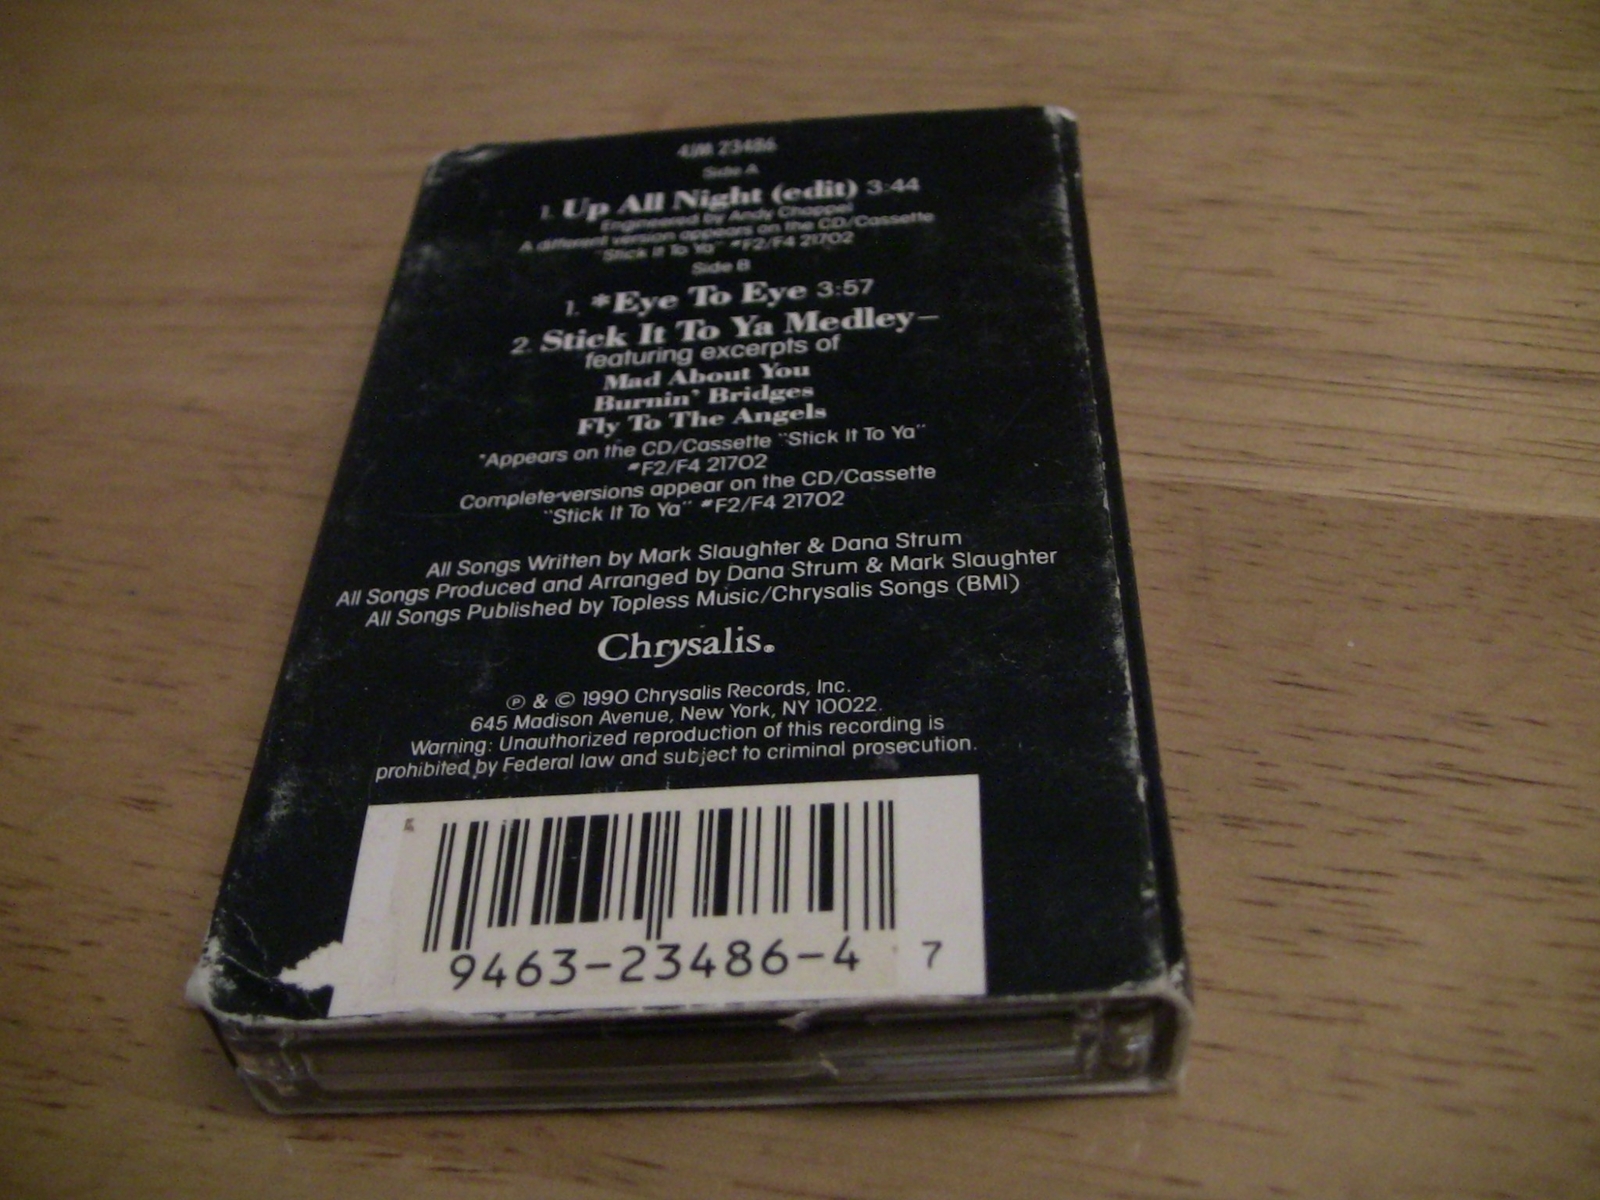 4JM 23486
Side A
1. Up All Night (edit) 3:44
Engineered by Andy Chappel
A different version appears on the CD/Cassette
"Stick It To Ya" #F2/F4 21702
Side B
1. *Eye To Eye 3:57
2. Stick It To Ya Medley—
featuring excerpts of
Mad About You
Burnin' Bridges
Fly To The Angels
*Appears on the CD/Cassette "Stick It To Ya"
#F2/F4 21702
Complete versions appear on the CD/Cassette
"Stick It To Ya" #F2/F4 21702
All Songs Written by Mark Slaughter & Dana Strum
All Songs Produced and Arranged by Dana Strum & Mark Slaughter
All Songs Published by Topless Music/Chrysalis Songs (BMI)
Chrysalis®
℗ & © 1990 Chrysalis Records, Inc.
645 Madison Avenue, New York, NY 10022.
Warning: Unauthorized reproduction of this recording is
prohibited by Federal law and subject to criminal prosecution.
9463-23486-4 7